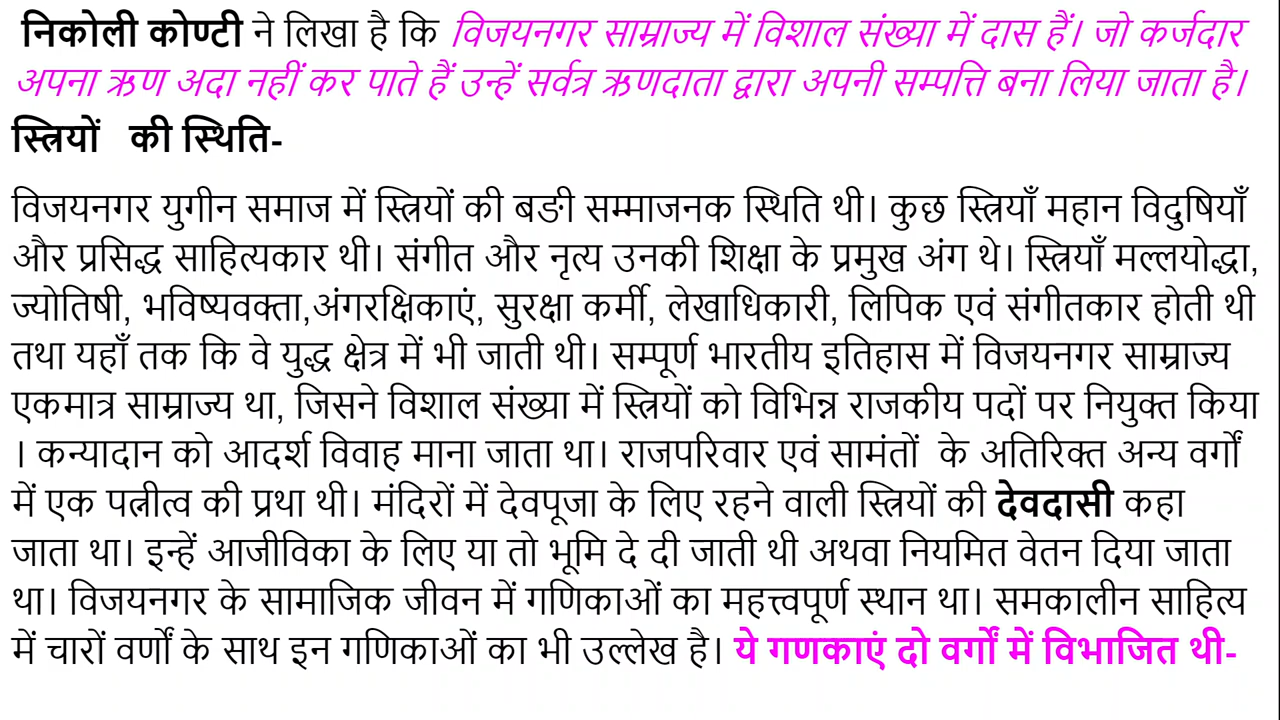 निकोली कोण्टी ने लिखा है कि विजयनगर साम्राज्य में विशाल संख्या में दास हैं। जो कर्जदार
अपना ऋण अदा नहीं कर पाते हैं उन्हें सर्वत्र ऋणदाता द्वारा अपनी सम्पत्ति बना लिया जाता है।
स्त्रियों की स्थिति-
विजयनगर युगीन समाज में स्त्रियों की बङी सम्माजनक स्थिति थी। कुछ स्त्रियाँ महान विदुषियाँ
और प्रसिद्ध साहित्यकार थी। संगीत और नृत्य उनकी शिक्षा के प्रमुख अंग थे। स्त्रियाँ मल्लयोद्धा,
ज्योतिषी, भविष्यवक्ता,अंगरक्षिकाएं, सुरक्षा कर्मी, लेखाधिकारी, लिपिक एवं संगीतकार होती थी
तथा यहाँ तक कि वे युद्ध क्षेत्र में भी जाती थी। सम्पूर्ण भारतीय इतिहास में विजयनगर साम्राज्य
एकमात्र साम्राज्य था, जिसने विशाल संख्या में स्त्रियों को विभिन्न राजकीय पदों पर नियुक्त किया
। कन्यादान को आदर्श विवाह माना जाता था। राजपरिवार एवं सामंतों के अतिरिक्त अन्य वर्गों
में एक पत्नीत्व की प्रथा थी। मंदिरों में देवपूजा के लिए रहने वाली स्त्रियों की देवदासी कहा
जाता था। इन्हें आजीविका के लिए या तो भूमि दे दी जाती थी अथवा नियमित वेतन दिया जाता
था। विजयनगर के सामाजिक जीवन में गणिकाओं का महत्त्वपूर्ण स्थान था। समकालीन साहित्य
में चारों वर्णों के साथ इन गणिकाओं का भी उल्लेख है। ये गणकाएं दो वर्गों में विभाजित थी-